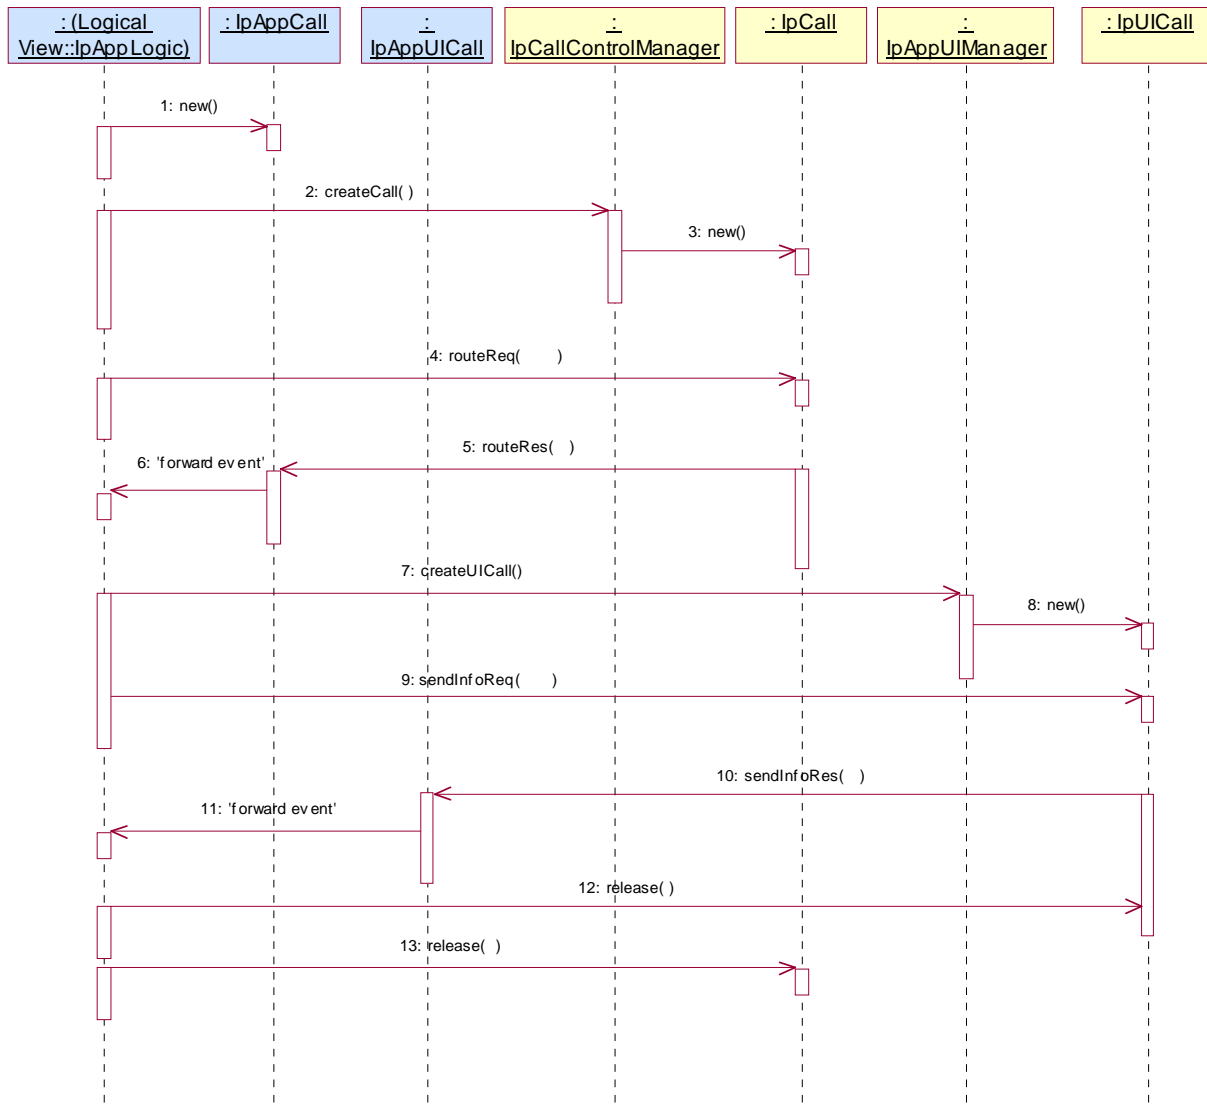 : (Logical
View::IpAppLogic)
: IpAppCall
:
IpAppUICall
:
IpCallControlManager
: IpCall
:
IpAppUIManager
: IpUICall
1: new()
2: createCall( )
3: new()
4: routeReq( )
5: routeRes( )
6: 'forward event'
7: createUICall()
8: new()
9: sendInfoReq( )
10: sendInfoRes( )
11: 'forward event'
12: release( )
13: release( )